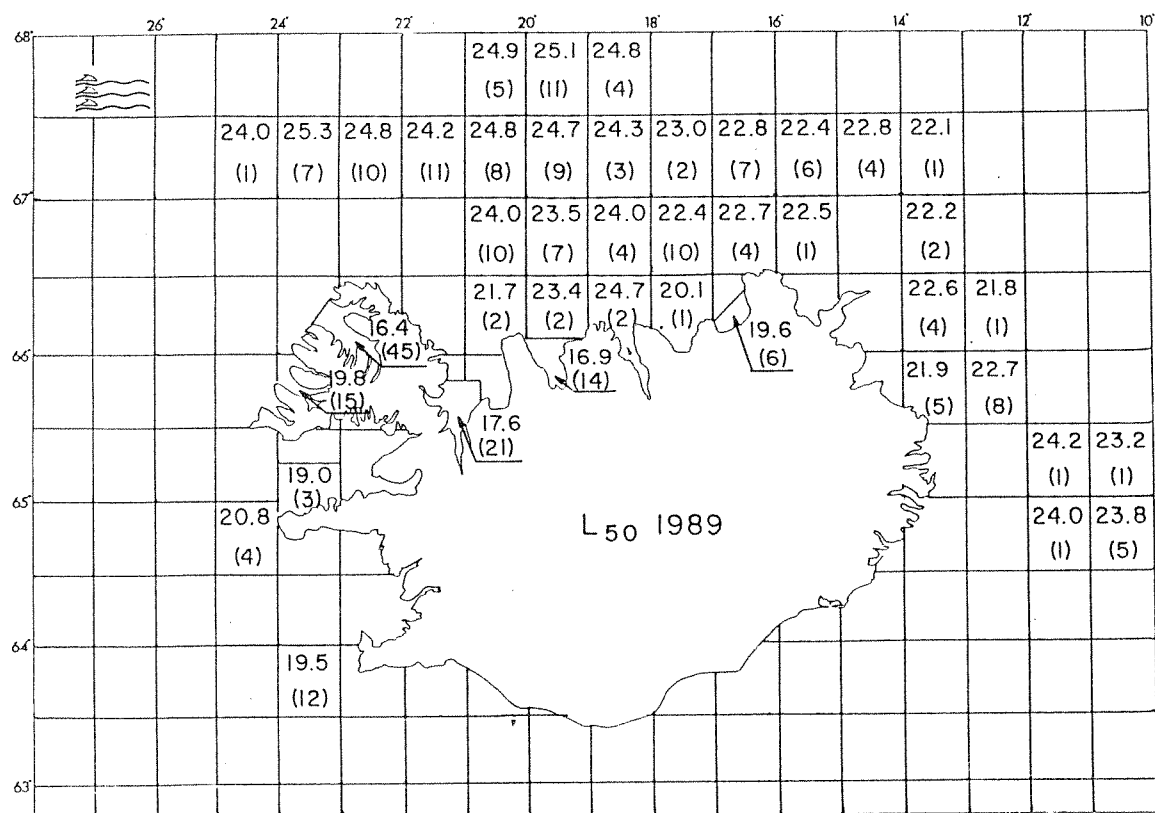 26° 24° 22° 20° 18° 16° 14° 12° 10°
68°
24.9 25.1 24.8
(5) (11) (4)
24.0 25.3 24.8 24.2 24.8 24.7 24.3 23.0 22.8 22.4 22.8 22.1
(1) (7) (10) (11) (8) (9) (3) (2) (7) (6) (4) (1)
67°
24.0 23.5 24.0 22.4 22.7 22.5 22.2
(10) (7) (4) (10) (4) (1) (2)
21.7 23.4 24.7 20.1 22.6 21.8
(2) (2) (2) (1) (4) (1)
16.4 19.6
(45) (6)
66°
16.9
(14)
19.8 21.9 22.7
(15) (5) (8)
17.6
(21)
24.2 23.2
(1) (1)
19.0
(3)
65°
20.8 24.0 23.8
(4) (1) (5)
L50 1989
64°
19.5
(12)
63°